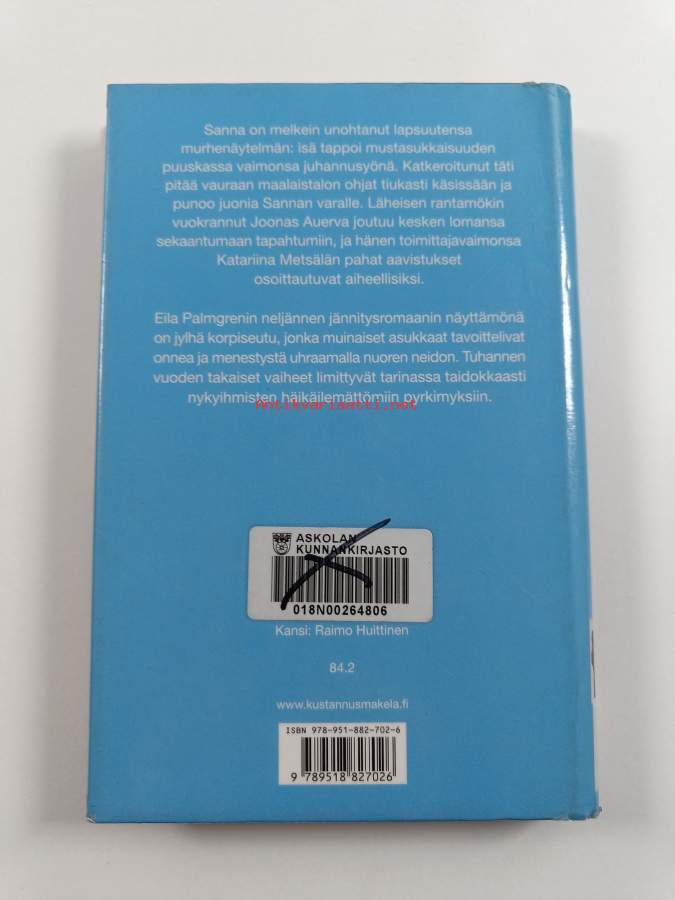 Sanna on melkein unohtanut lapsuutensa
murhenäytelmän: isä tappoi mustasukkaisuuden
puuskassa vaimonsa juhannusyönä. Katkeroitunut täti
pitää vauraan maalaistalon ohjat tiukasti käsissään ja
punoo juonia Sannan varalle. Läheisen rantamökin
vuokrannut Joonas Auerva joutuu kesken lomansa
sekaantumaan tapahtumiin, ja hänen toimittajavaimonsa
Katariina Metsälän pahat aavistukset
osoittautuvat aiheellisiksi.
Eila Palmgrenin neljännen jännitysromaanin näyttämönä
on jylhä korpiseutu, jonka muinaiset asukkaat tavoittelivat
onnea ja menestystä uhraamalla nuoren neidon. Tuhannen
vuoden takaiset vaiheet limittyvät tarinassa taidokkaasti
nykyihmisten häikäilemättömiin pyrkimyksiin.
Antikvariaatti.net
ASKOLAN
KUNNANKIRJASTO
018N00264806
Kansi: Raimo Huittinen
84.2
www.kustannusmakela.fi
ISBN 978-951-882-702-6
9 789518 827026